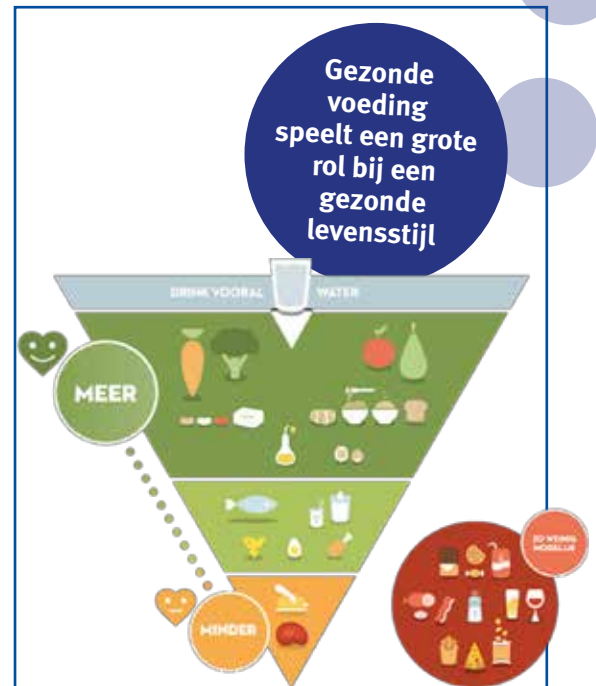 Gezonde
voeding
speelt een grote
rol bij een
gezonde
levensstijl
DRINK VOORAL WATER
MEER
ZO WEINIG
MOGELIJK
MINDER